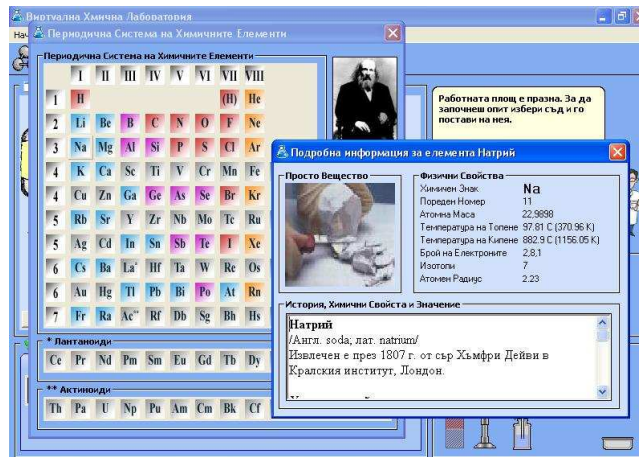 Виртуална Хмична Лаборатория
Периодична Система на Химичните Елементи
Периодична Система на Химичните Елементи
I II III IV V VI VII VIII
1 H (H) He
2 Li Be B C N O F Ne
3 Na Mg Al Si P S Cl Ar
4 K Ca Sc Ti V Cr Mn Fe
4 Cu Zn Ga Ge As Se Br Kr
5 Rb Sr Y Zr Nb Mo Tc Ru
5 Ag Cd In Sn Sb Te I Xe
6 Cs Ba La* Hf Ta W Re Os
6 Au Hg Tl Pb Bi Po At Rn
7 Fr Ra Ac** Rf Db Sg Bh Hs
* Лантаноиди
Ce Pr Nd Pm Sm Eu Gd Tb Dy
** Актиноиди
Th Pa U Np Pu Am Cm Bk Cf
Работната площ е празна. За да
започнеш опит избери съд и го
постави на нея.
Подробна информация за елемента Натрий
Просто Вещество
Физични Свойства
Химичен Знак Na
Пореден Номер 11
Атомна Маса 22,9898
Температура на Топене 97.81 C (370.96 K)
Температура на Кипене 882.9 C (1156.05 K)
Брой на Електроните 2,8,1
Изотопи 7
Атомен Радиус 2.23
История, Химични Свойста и Значение
Натрий
/Англ. soda; лат. natrium/
Извлечен е през 1807 г. от сър Хъмфри Дейви в
Кралския институт, Лондон.